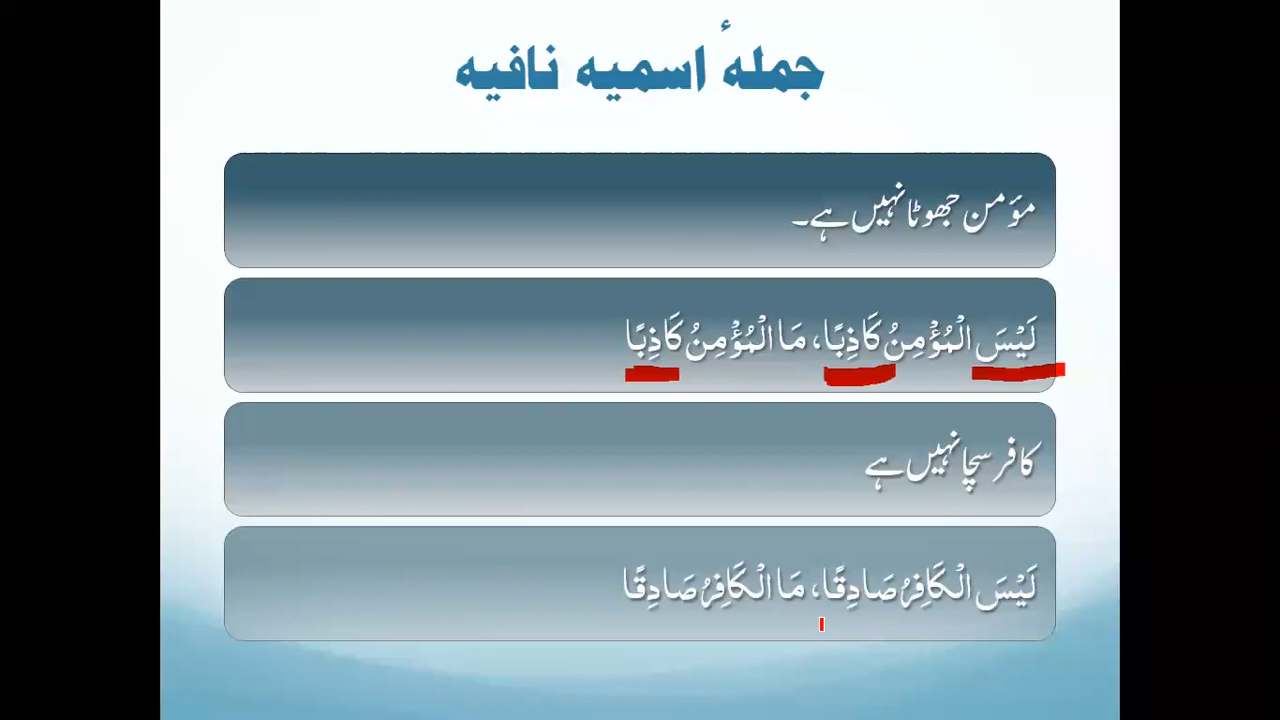 جملهٔ اسمیه نافیه
مؤمن جھوٹا نہیں ہے۔
لَيْسَ الْمُؤْمِنُ كَاذِبًا، مَا الْمُؤْمِنُ كَاذِبًا
کافر سچا نہیں ہے
لَيْسَ الْكَافِرُ صَادِقًا، مَا الْكَافِرُ صَادِقًا